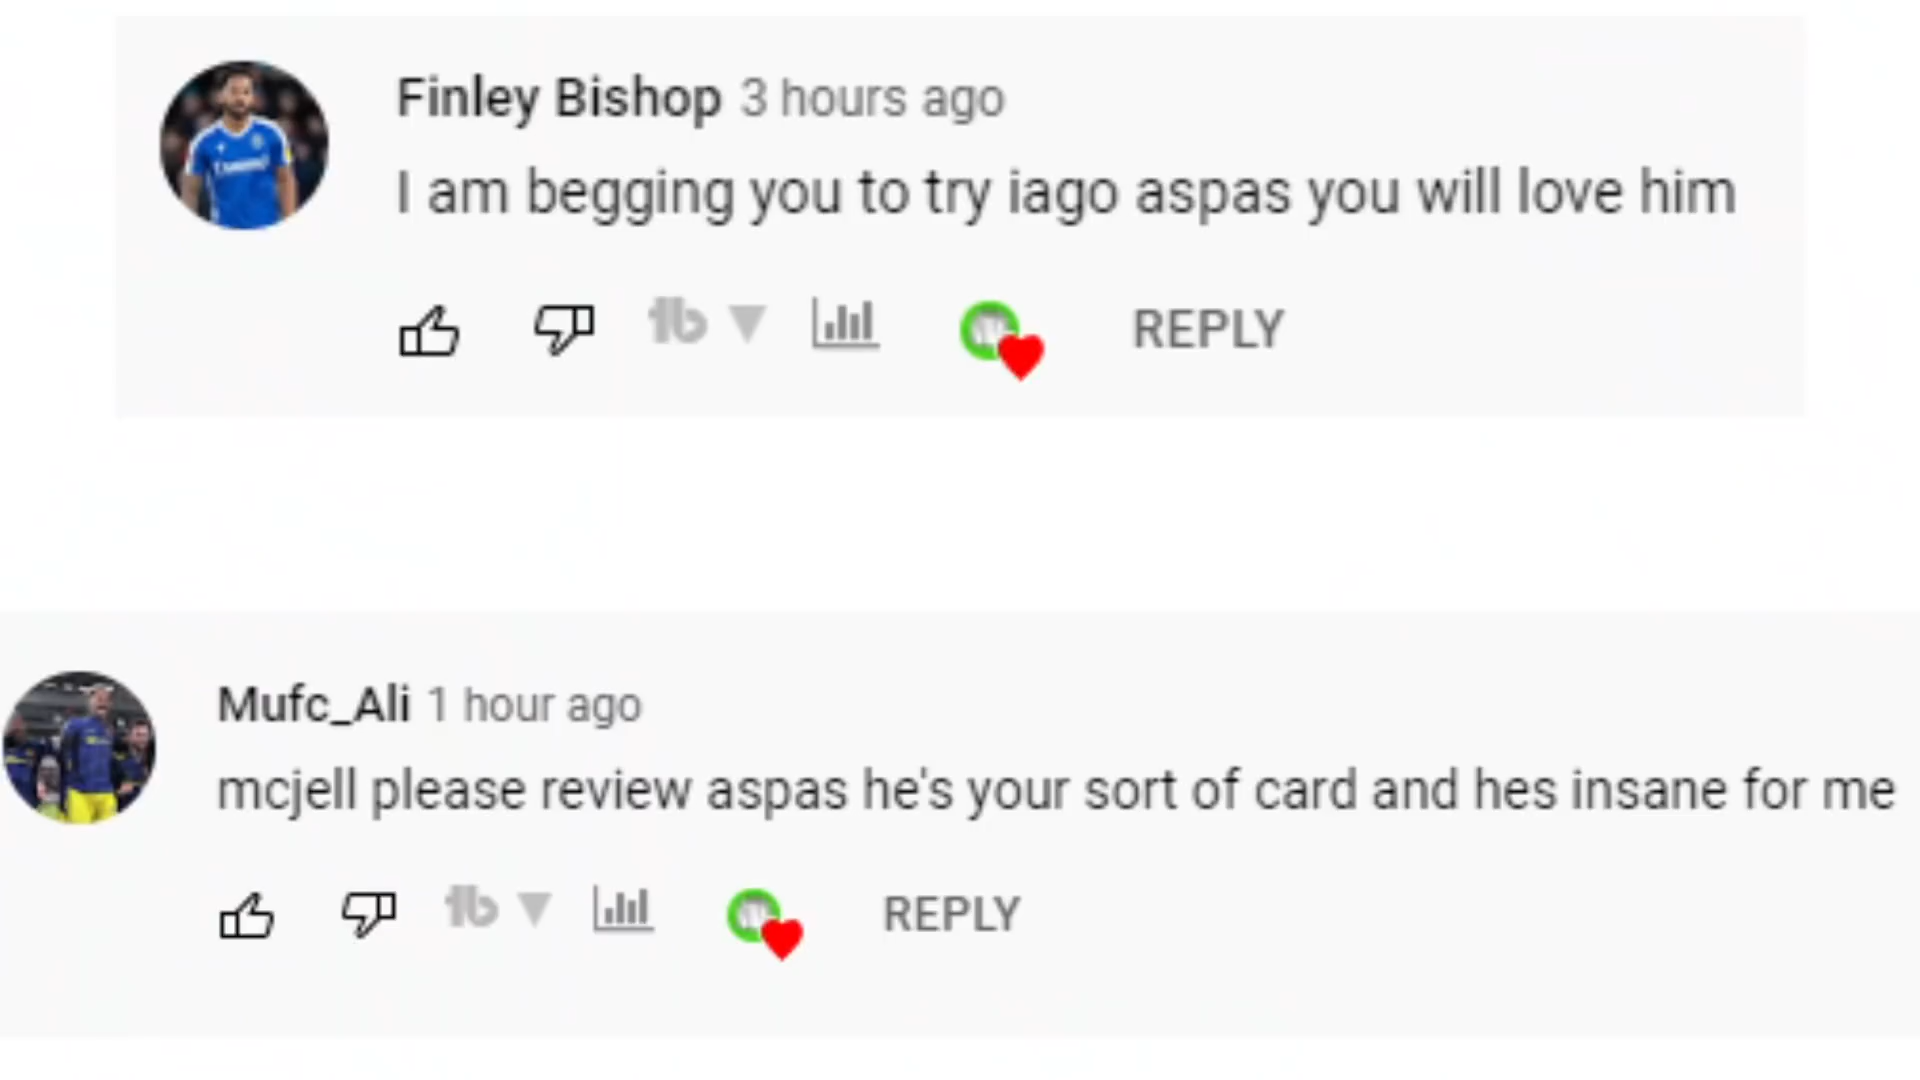 Finley Bishop 3 hours ago
I am begging you to try iago aspas you will love him
REPLY
Mufc_Ali 1 hour ago
mcjell please review aspas he's your sort of card and hes insane for me
REPLY